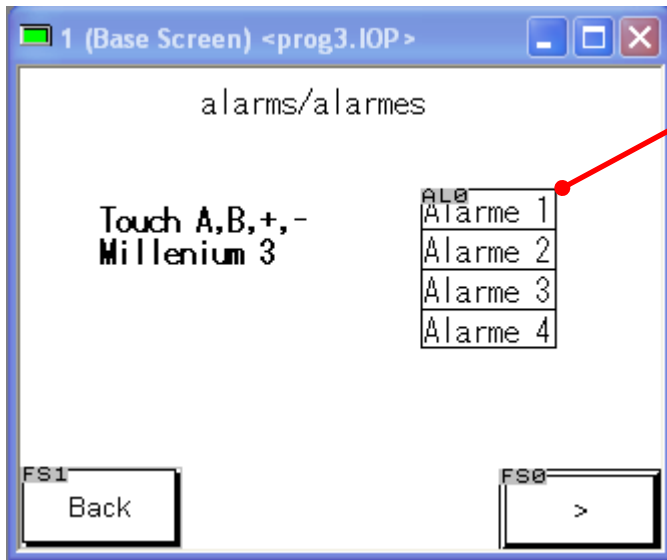 1 (Base Screen) <prog3.IOP>
alarms/alarmes
AL0
Alarme 1
Touch A,B,+,-
Alarme 2
Millenium 3
Alarme 3
Alarme 4
FS1
Back
FS0
>